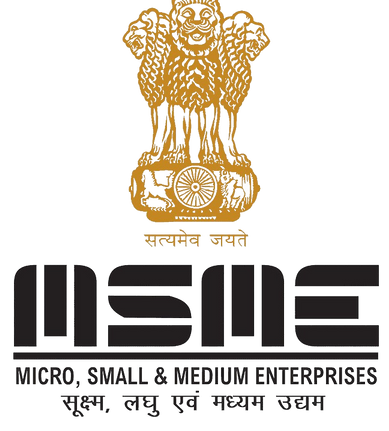 सत्यमेव जयते
MSME
MICRO, SMALL & MEDIUM ENTERPRISES
सूक्ष्म, लघु एवं मध्यम उद्यम